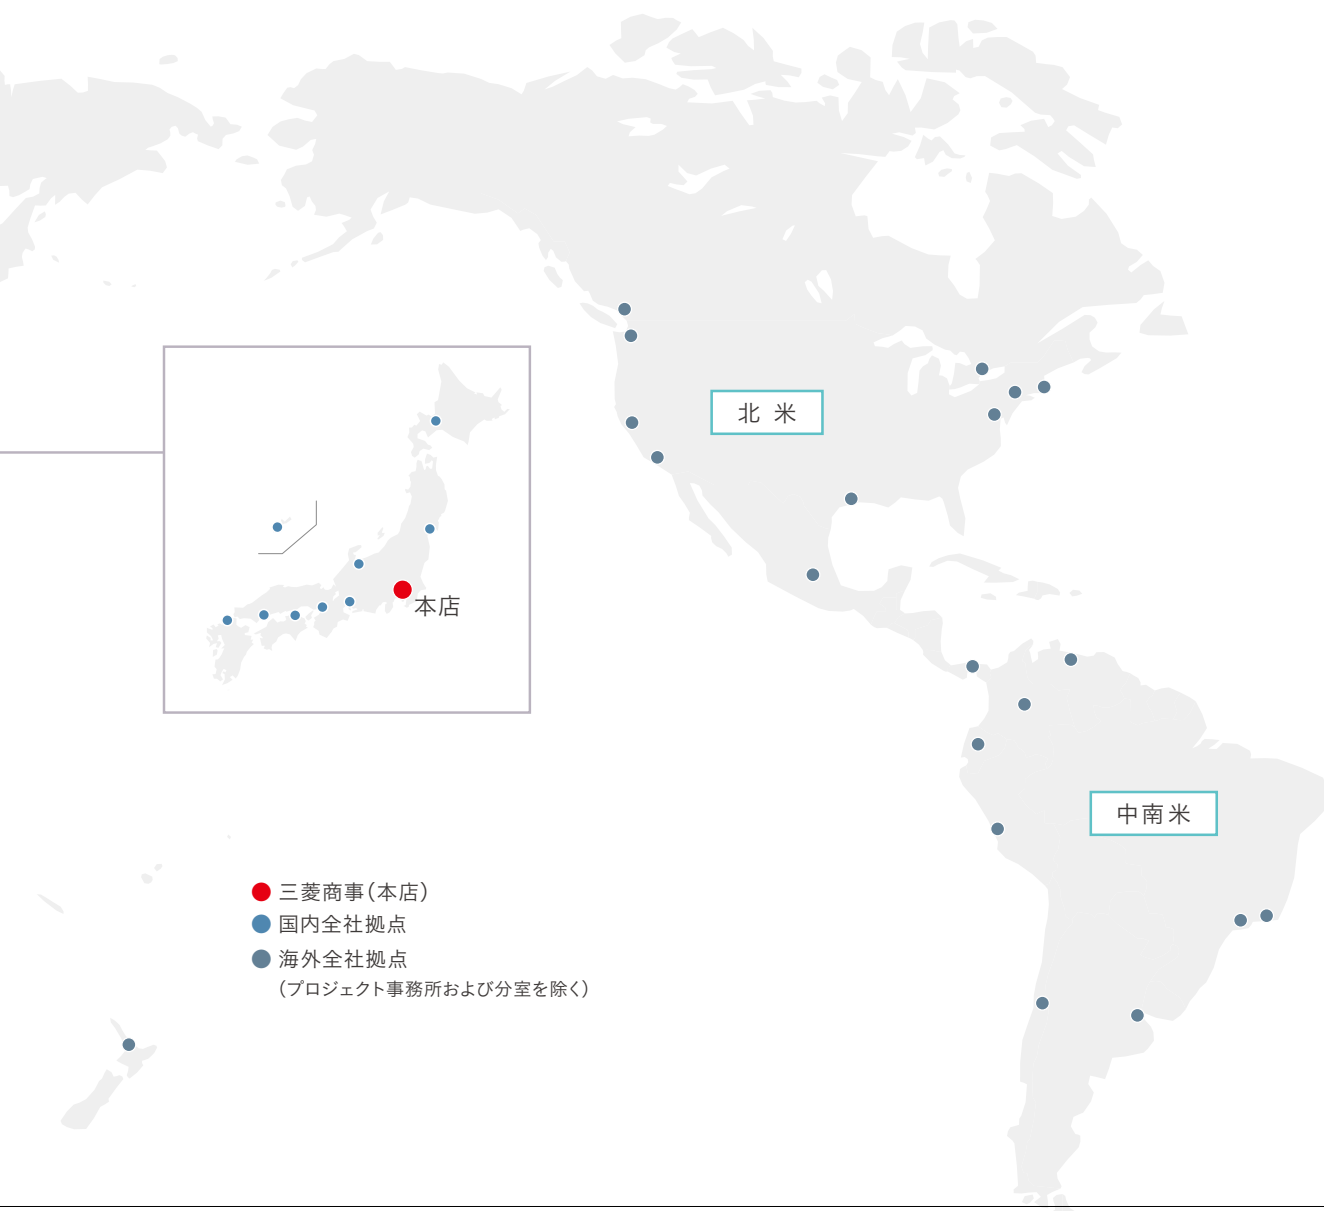 北米
本店
中南米
三菱商事(本店)
国内全社拠点
海外全社拠点
(プロジェクト事務所および分室を除く)